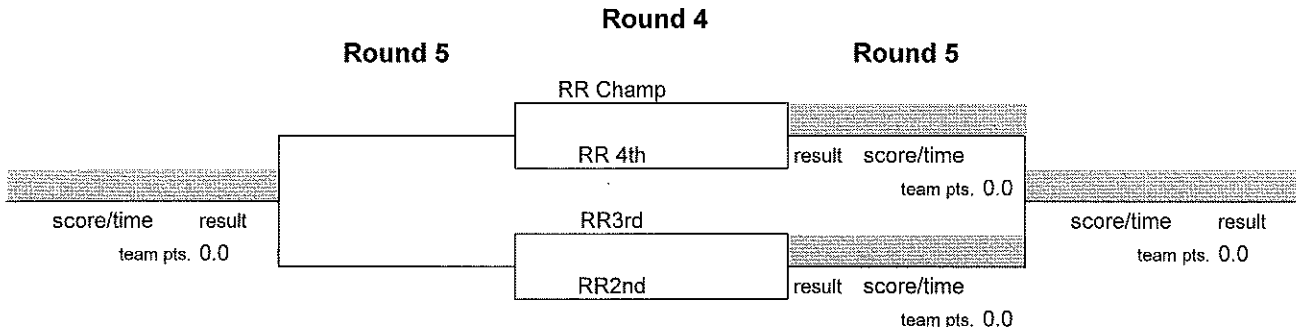 Round 4
Round 5 Round 5
RR Champ
RR 4th result score/time
team pts. 0.0
score/time result RR3rd score/time result
team pts. 0.0 team pts. 0.0
RR2nd result score/time
team pts. 0.0